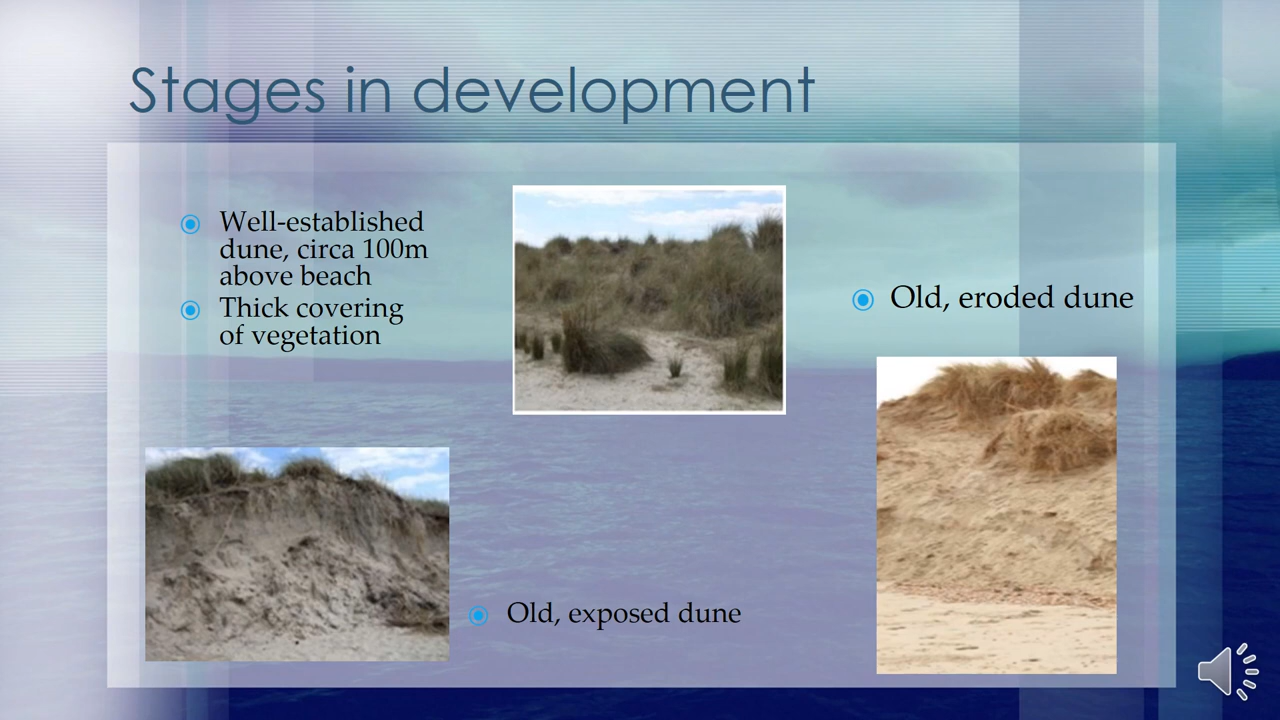 Stages in development
Well-established
dune, circa 100m
above beach
Thick covering
of vegetation
Old, eroded dune
Old, exposed dune